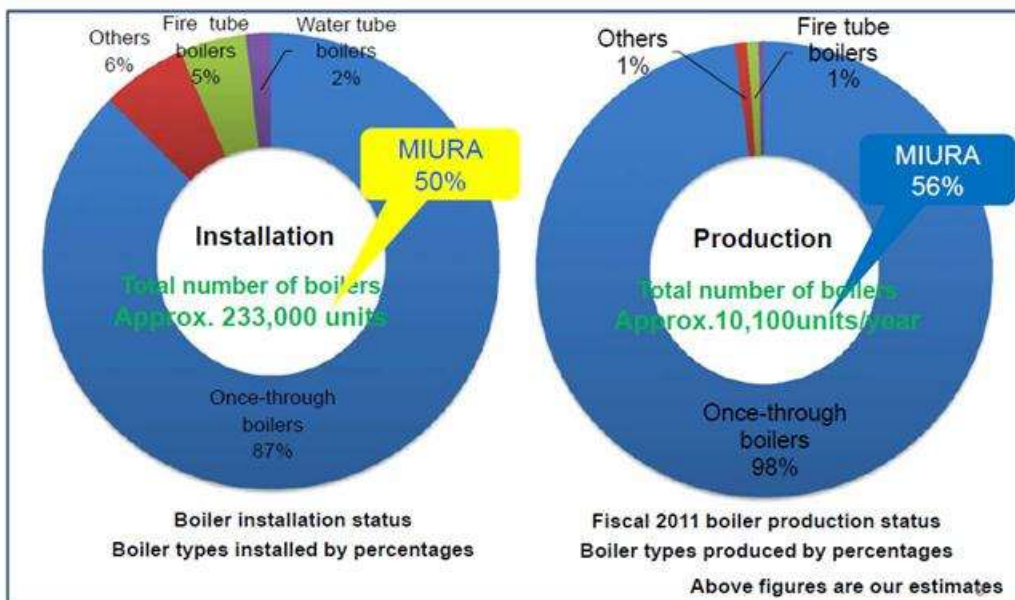 Others
6%
Fire tube
boilers
5%
Water tube
boilers
2%
MIURA
50%
Installation
Total number of boilers
Approx. 233,000 units
Once-through
boilers
87%
Boiler installation status
Boiler types installed by percentages
Others
1%
Fire tube
boilers
1%
MIURA
56%
Production
Total number of boilers
Approx.10,100units/year
Once-through
boilers
98%
Fiscal 2011 boiler production status
Boiler types produced by percentages
Above figures are our estimates